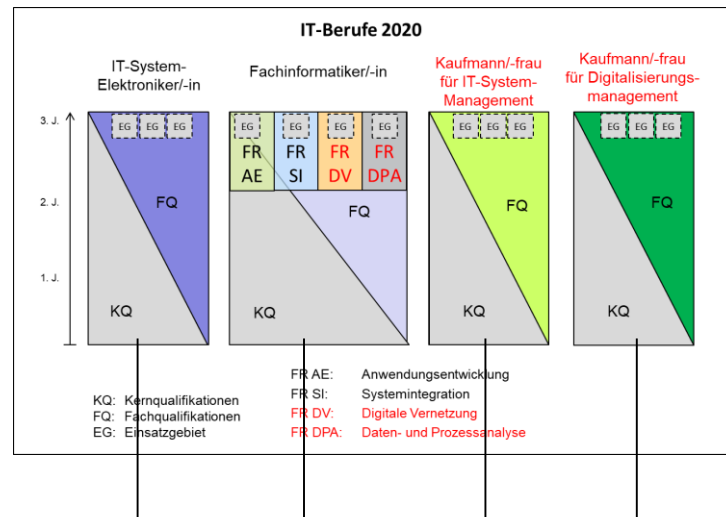 IT-Berufe 2020
IT-System-
Elektroniker/-in
Fachinformatiker/-in
Kaufmann/-frau
für IT-System-
Management
Kaufmann/-frau
für Digitalisierungs-
management
3. J.
2. J.
1. J.
EG EG EG
FQ
KQ
EG EG EG EG
FR FR FR FR
AE SI DV DPA
FQ
KQ
EG EG EG
FQ
KQ
EG EG EG
FQ
KQ
KQ: Kernqualifikationen
FQ: Fachqualifikationen
EG: Einsatzgebiet
FR AE: Anwendungsentwicklung
FR SI: Systemintegration
FR DV: Digitale Vernetzung
FR DPA: Daten- und Prozessanalyse